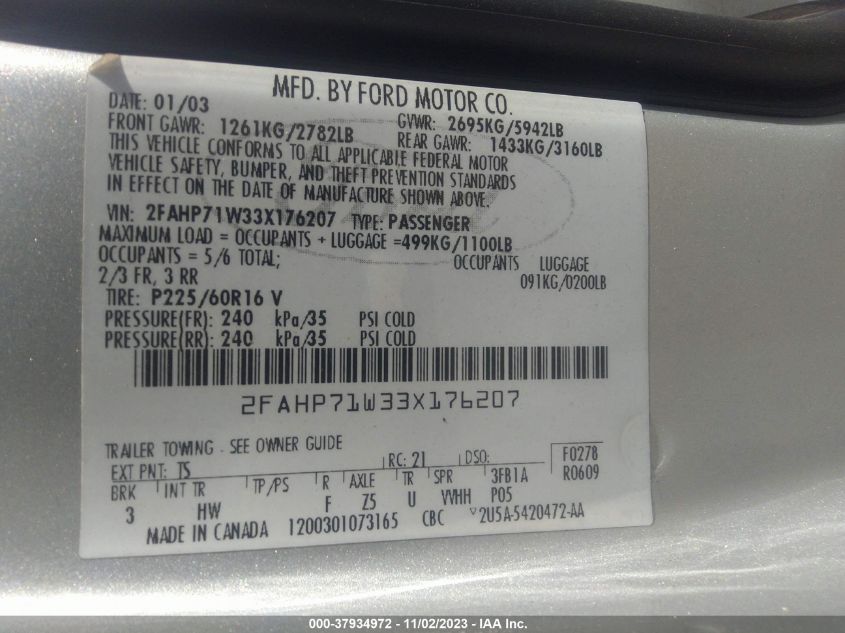 MFD. BY FORD MOTOR CO.
DATE: 01/03
GVWR: 2695KG/5942LB
FRONT GAWR: 1261KG/2782LB
REAR GAWR: 1433KG/3160LB
THIS VEHICLE CONFORMS TO ALL APPLICABLE FEDERAL MOTOR
VEHICLE SAFETY, BUMPER, AND THEFT PREVENTION STANDARDS
IN EFFECT ON THE DATE OF MANUFACTURE SHOWN ABOVE.
VIN: 2FAHP71W33X176207 TYPE: PASSENGER
MAXIMUM LOAD = OCCUPANTS + LUGGAGE =499KG/1100LB
OCCUPANTS = 5/6 TOTAL; OCCUPANTS LUGGAGE
2/3 FR, 3 RR 091KG/0200LB
TIRE: P225/60R16 V
PRESSURE(FR): 240 kPa/35 PSI COLD
PRESSURE(RR): 240 kPa/35 PSI COLD
2FAHP71W33X176207
TRAILER TOWING - SEE OWNER GUIDE
F0278
EXT PNT: TS RC: 21 DSO:
R0609
BRK INT TR TP/PS R AXLE TR SPR 3FB1A
3 HW F Z5 U VVHH P05
MADE IN CANADA 1200301073165 CBC V2U5A-5420472-AA
000-37934972 - 11/02/2023 - IAA Inc.